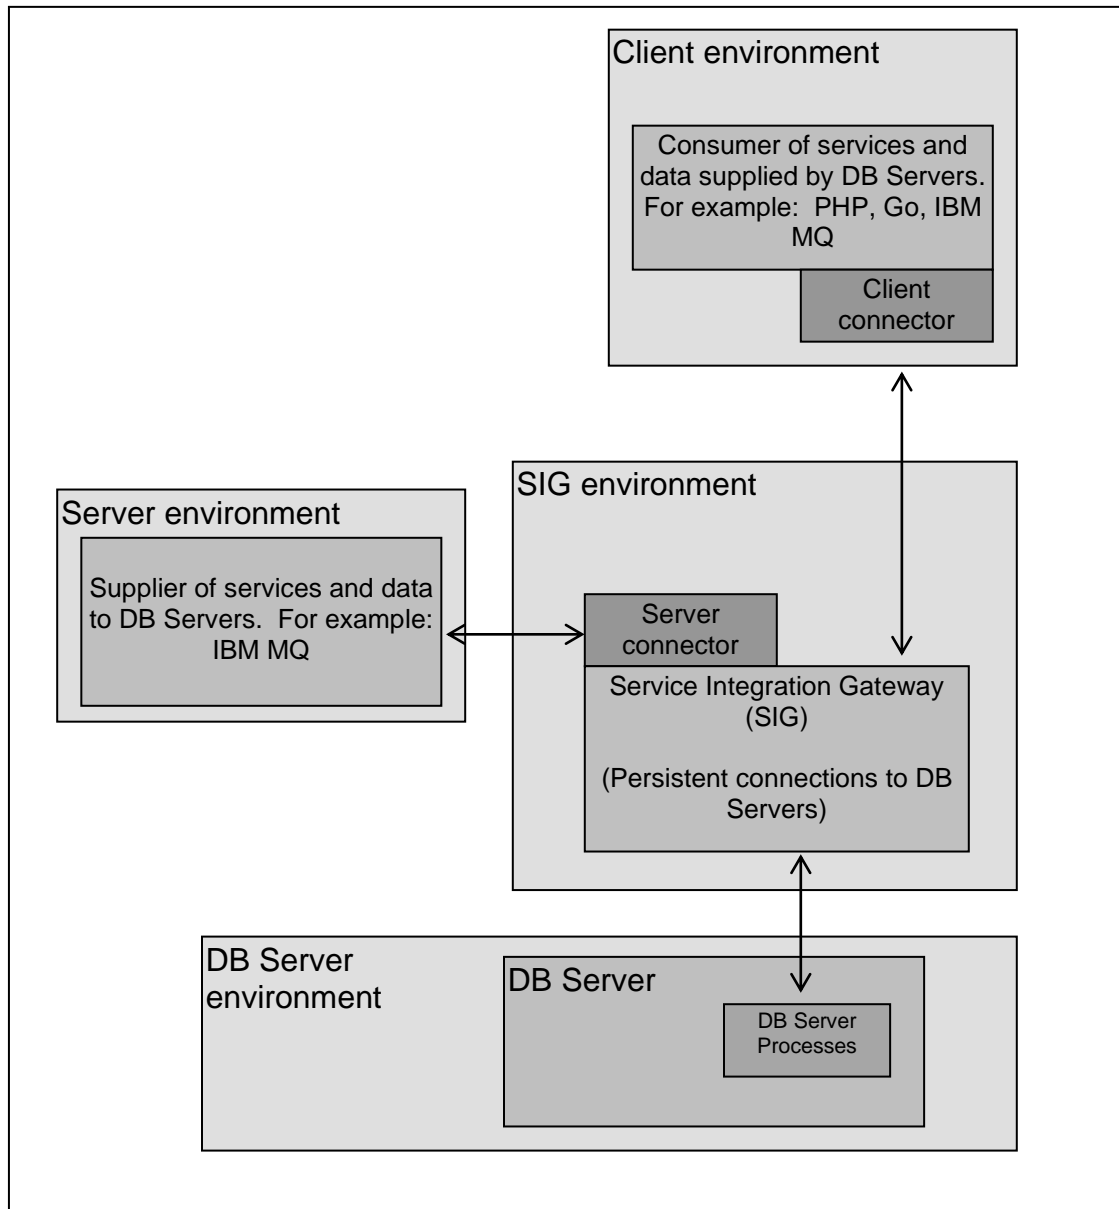 Client environment
Consumer of services and
data supplied by DB Servers.
For example:  PHP, Go, IBM
MQ
Client
connector
SIG environment
Server environment
Supplier of services and data
to DB Servers.  For example:
IBM MQ
Server
connector
Service Integration Gateway
(SIG)
(Persistent connections to DB
Servers)
DB Server
environment
DB Server
DB Server
Processes